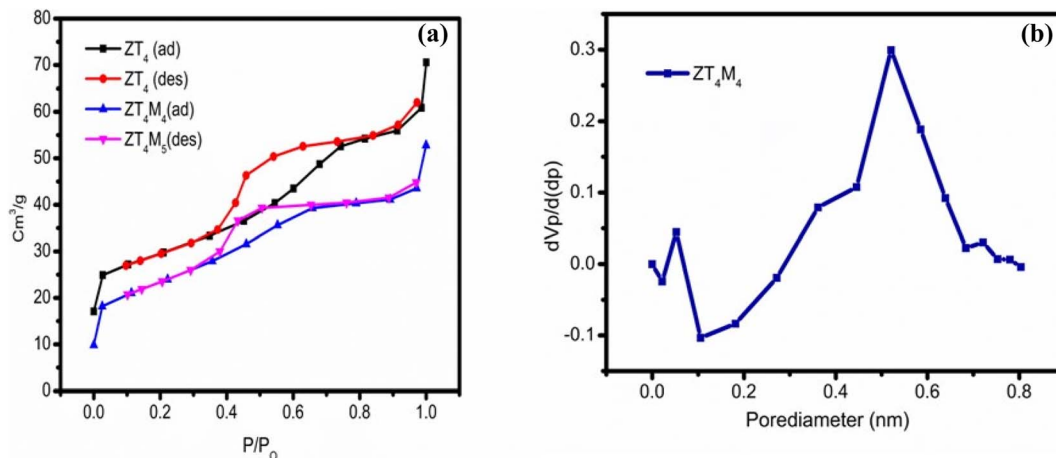 (a)
ZT₄ (ad)
ZT₄ (des)
ZT₄M₄(ad)
ZT₄M₅(des)
80
70
60
50
40
30
20
10
0
Cm³/g
0.0 0.2 0.4 0.6 0.8 1.0
P/P₀
(b)
ZT₄M₄
0.3
0.2
0.1
0.0
-0.1
dVp/d(dp)
0.0 0.2 0.4 0.6 0.8
Porediameter (nm)